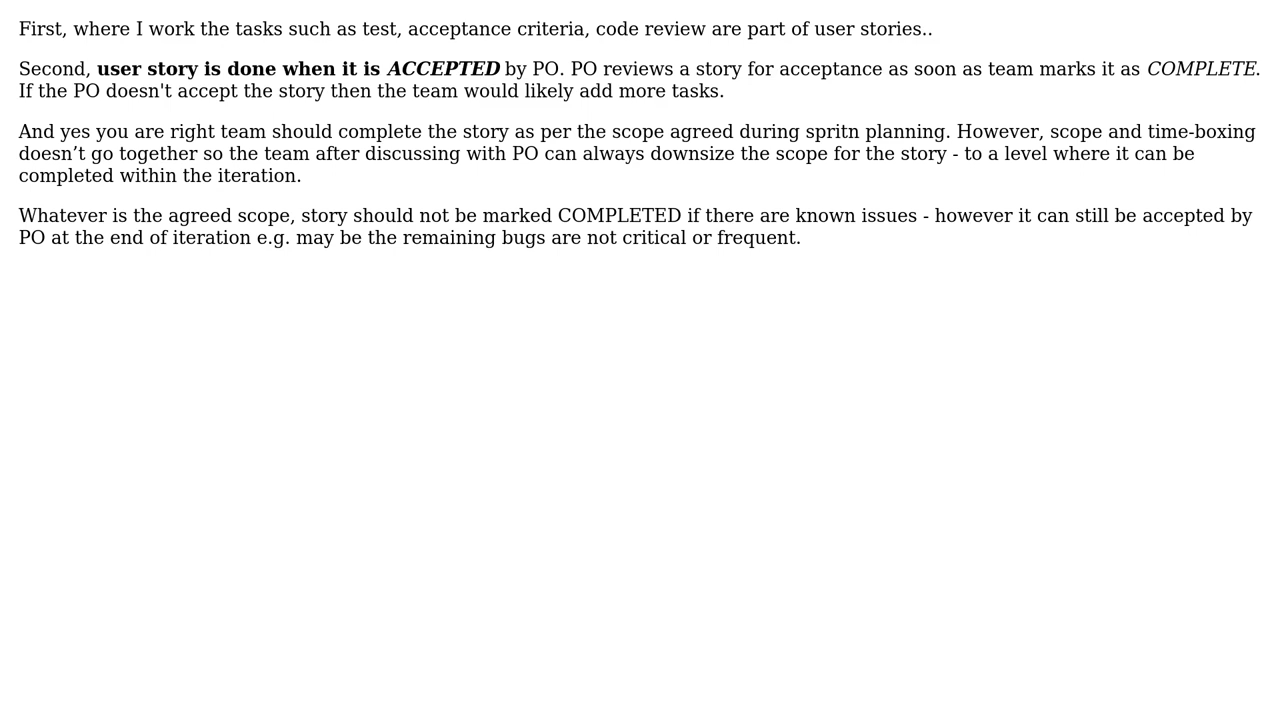 First, where I work the tasks such as test, acceptance criteria, code review are part of user stories..
Second, user story is done when it is ACCEPTED by PO. PO reviews a story for acceptance as soon as team marks it as COMPLETE.
If the PO doesn't accept the story then the team would likely add more tasks.
And yes you are right team should complete the story as per the scope agreed during spritn planning. However, scope and time-boxing
doesn’t go together so the team after discussing with PO can always downsize the scope for the story - to a level where it can be
completed within the iteration.
Whatever is the agreed scope, story should not be marked COMPLETED if there are known issues - however it can still be accepted by
PO at the end of iteration e.g. may be the remaining bugs are not critical or frequent.